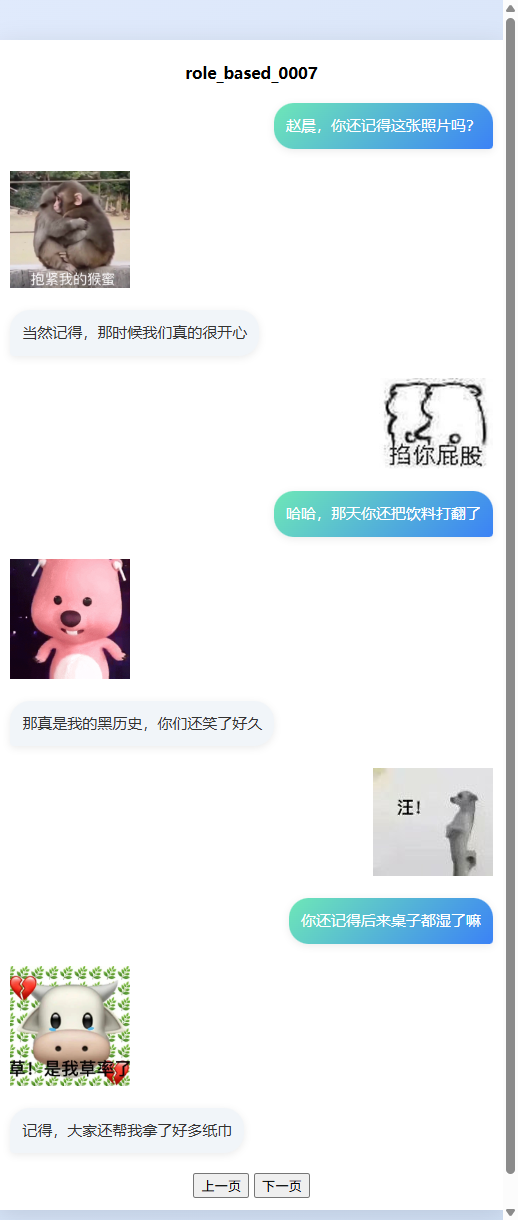 role_based_0007
赵晨，你还记得这张照片吗？
抱紧我的猴蜜
当然记得，那时候我们真的很开心
掐你屁股
哈哈，那天你还把饮料打翻了
那真是我的黑历史，你们还笑了好久
汪！
你还记得后来桌子都湿了嘛
草！是我草率了
记得，大家还帮我拿了好多纸巾
上一页 下一页